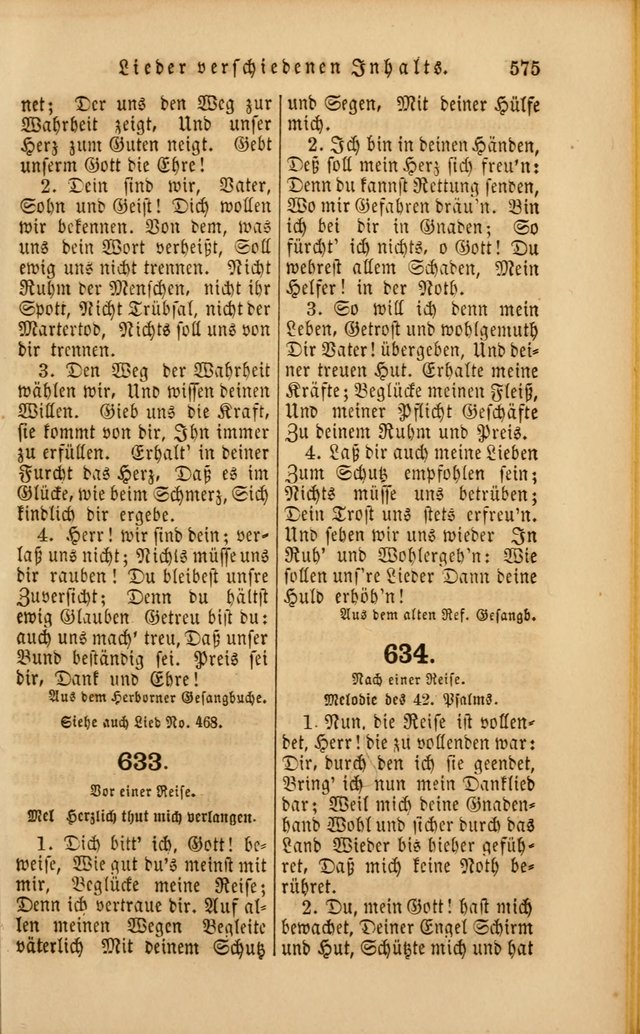 Lieder verschiedenen Inhalts. 575
net; Der uns den Weg zur
Wahrheit zeigt, Und unser
Herz zum Guten neigt. Gebt
unserm Gott die Ehre!
2. Dein sind wir, Vater,
Sohn und Geist! Dich wollen
wir bekennen. Von dem, was
uns dein Wort verheißt, Soll
ewig uns nicht trennen. Nicht
Ruhm der Menschen, nicht ihr
Spott, Nicht Trübsal, nicht der
Martertod, Nichts soll uns von
dir trennen.
3. Den Weg der Wahrheit
wählen wir, Und wissen deinen
Willen. Gieb uns die Kraft,
sie kommt von dir, Ihn immer
zu erfüllen. Erhalt' in deiner
Furcht das Herz, Daß es im
Glücke, wie beim Schmerz, Sich
kindlich dir ergebe.
4. Herr! wir sind dein; ver-
laß uns nicht; Nichts müsse uns
dir rauben! Du bleibest unsre
Zuversicht; Denn du hältst
ewig Glauben Getreu bist du:
auch uns mach' treu, Daß unser
Bund beständig sei. Preis sei
dir, Dank und Ehre!
Aus dem Herborner Gesangbuche.
Siehe auch Lied No. 468.
633.
Vor einer Reise.
Mel Herzlich thut mich verlangen.
1. Dich bitt' ich, Gott! be-
weise, Wie gut du's meinst mit
mir, Beglücke meine Reise;
Denn ich vertraue dir. Auf al-
len meinen Wegen Begleite
väterlich Mit deinem Schutz
und Segen, Mit deiner Hülfe
mich.
2. Ich bin in deinen Händen,
Deß soll mein Herz sich freu'n:
Denn du kannst Rettung senden,
Wo mir Gefahren dräu'n. Bin
ich bei dir in Gnaden; So
fürcht' ich nichts, o Gott! Du
wehrest allem Schaden, Mein
Helfer! in der Noth.
3. So will ich denn mein
Leben, Getrost und wohlgemuth
Dir Vater! übergeben, Und dei-
ner treuen Hut. Erhalte meine
Kräfte; Beglücke meinen Fleiß,
Und meiner Pflicht Geschäfte
Zu deinem Ruhm und Preis.
4. Laß dir auch meine Lieben
Zum Schutz empfohlen sein;
Nichts müsse uns betrüben;
Dein Trost uns stets erfreu'n.
Und sehen wir uns wieder In
Ruh' und Wohlergeh'n: Wie
sollen uns're Lieder Dann deine
Huld erhöh'n!
Aus dem alten Ref. Gesangb.
634.
Nach einer Reise.
Melodie des 42. Psalms.
1. Nun, die Reise ist vollen-
det, Herr! die zu vollenden war:
Dir, durch den ich sie geendet,
Bring' ich nun mein Danklied
dar; Weil mich deine Gnaden-
hand Wohl und sicher durch das
Land Wieder bis hieher gefüh-
ret, Daß mich keine Noth be-
rühret.
2. Du, mein Gott! hast mich
bewachet, Deiner Engel Schirm
und Hut, Schützte mich und hat